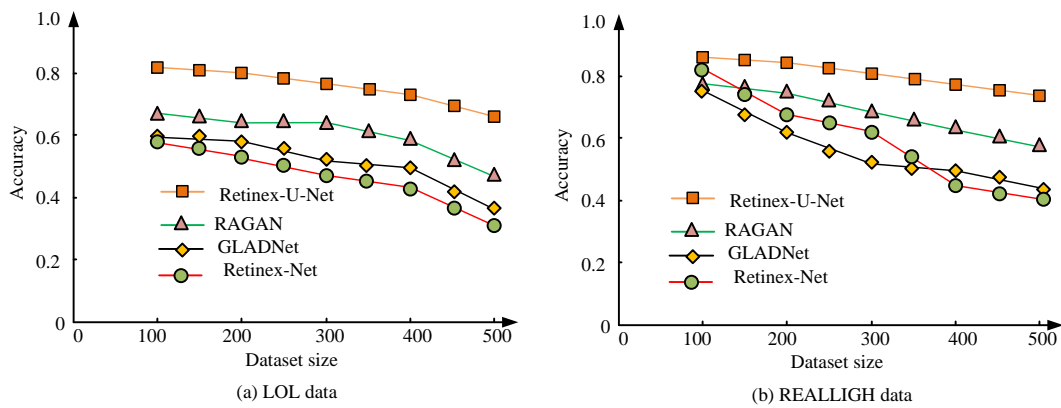 1.0
0.8
0.6
0.4
0.2
0
Accuracy
Retinex-U-Net
RAGAN
GLADNet
Retinex-Net
0 100 200 300 400 500
Dataset size
(a) LOL data
1.0
0.8
0.6
0.4
0.2
0
Accuracy
Retinex-U-Net
RAGAN
GLADNet
Retinex-Net
0 100 200 300 400 500
Dataset size
(b) REALLIGH data